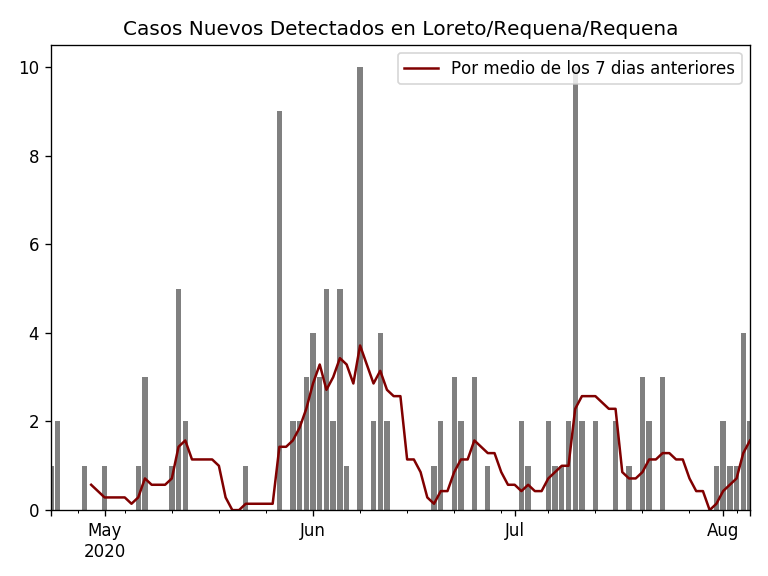 Casos Nuevos Detectados en Loreto/Requena/Requena
Por medio de los 7 dias anteriores
10
8
6
4
2
0
May Jun Jul Aug
2020